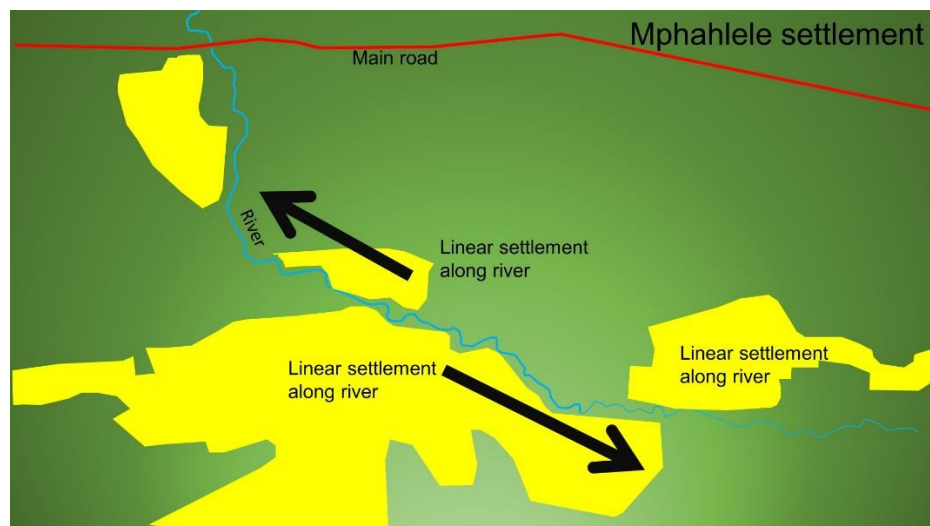 Mphahlele settlement
Main road
River
Linear settlement
along river
Linear settlement
along river
Linear settlement
along river